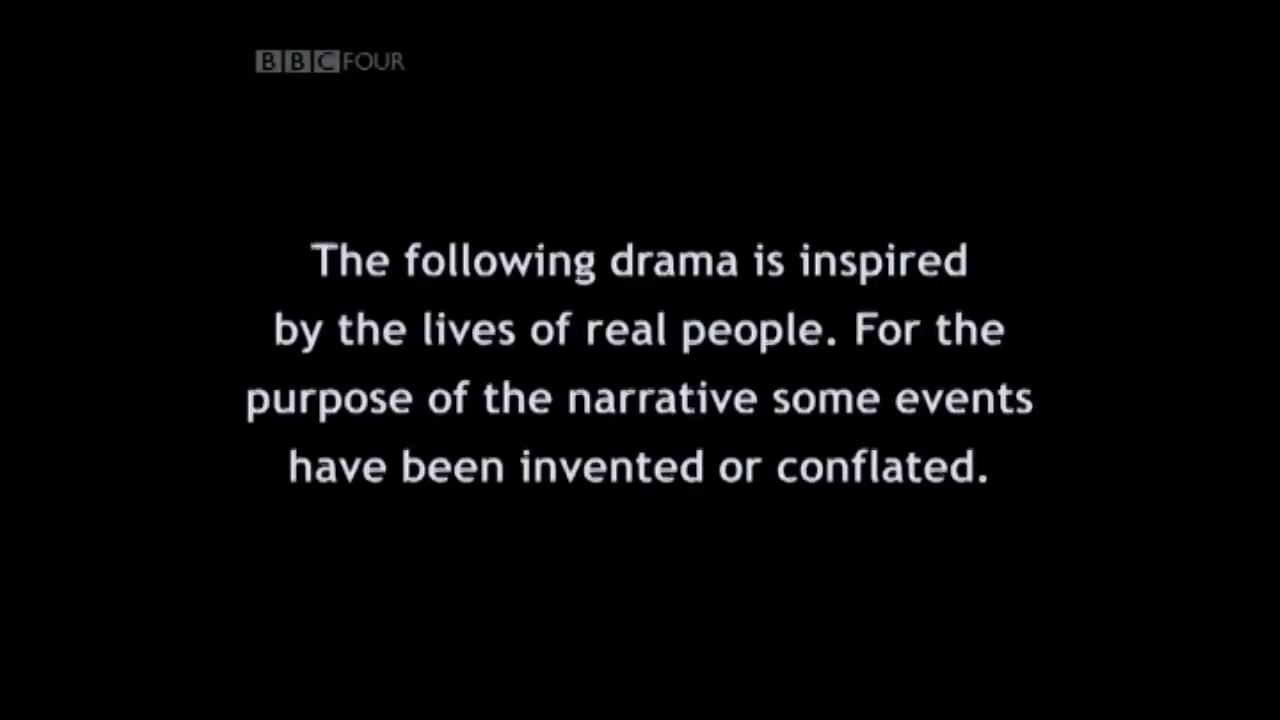 BBC FOUR
The following drama is inspired
by the lives of real people. For the
purpose of the narrative some events
have been invented or conflated.